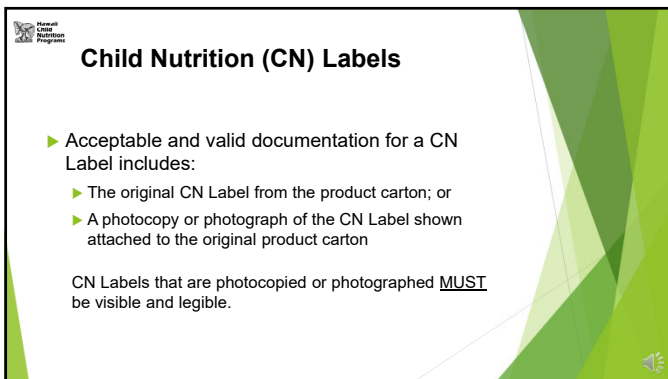 Hawaii
Child
Nutrition
Programs
Child Nutrition (CN) Labels
Acceptable and valid documentation for a CN
Label includes:
The original CN Label from the product carton; or
A photocopy or photograph of the CN Label shown
attached to the original product carton
CN Labels that are photocopied or photographed MUST
be visible and legible.